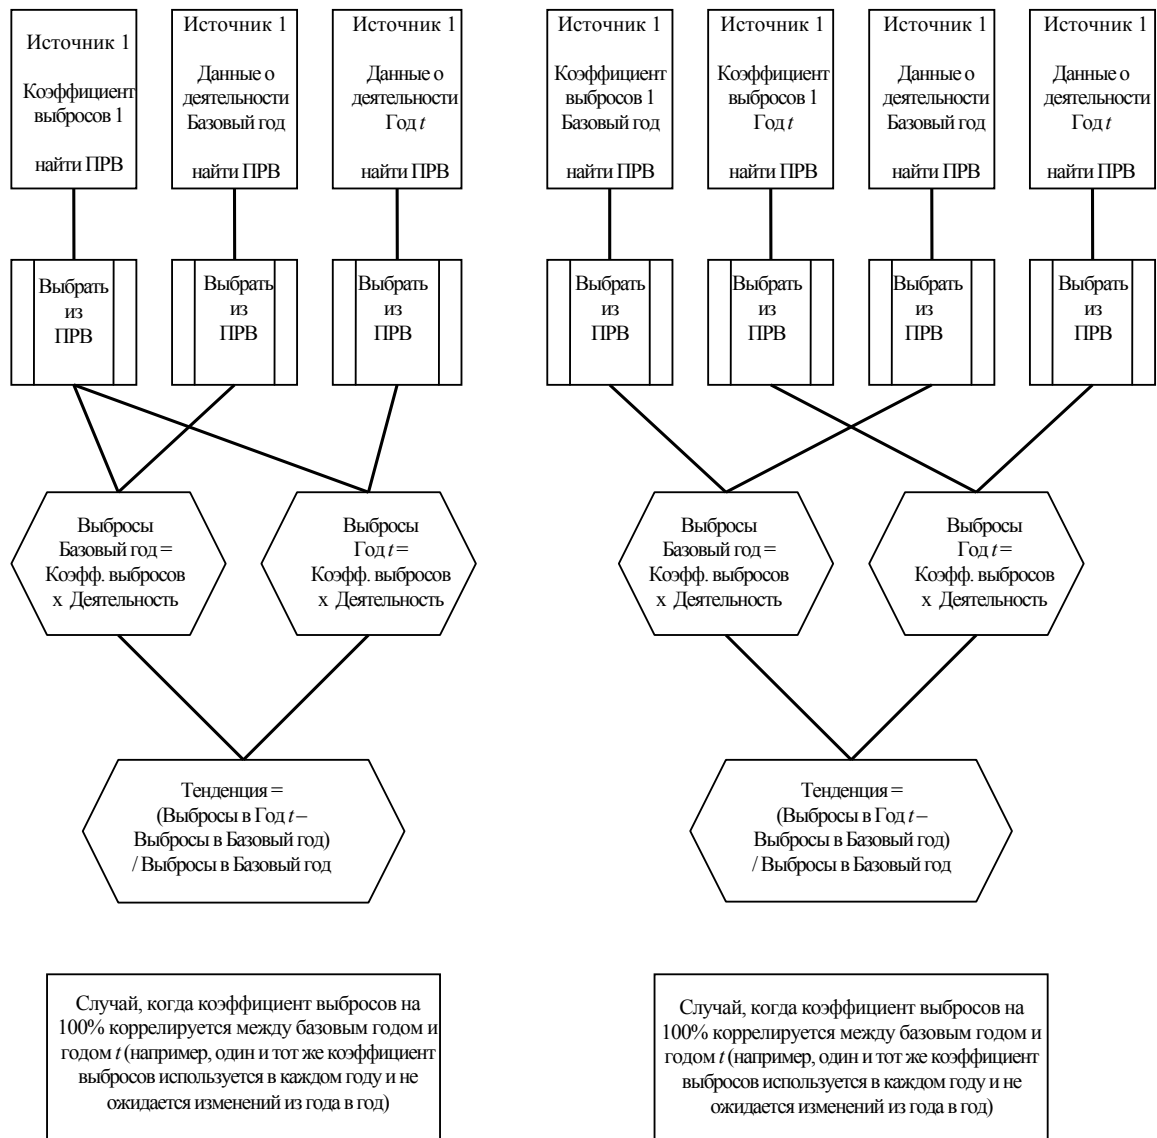 Источник 1
Коэффициент
выбросов 1
найти ПРВ
Источник 1
Данные о
деятельности
Базовый год
найти ПРВ
Источник 1
Данные о
деятельности
Год t
найти ПРВ
Источник 1
Коэффициент
выбросов 1
Базовый год
найти ПРВ
Источник 1
Коэффициент
выбросов 1
Год t
найти ПРВ
Источник 1
Данные о
деятельности
Базовый год
найти ПРВ
Источник 1
Данные о
деятельности
Год t
найти ПРВ
Выбрать
из
ПРВ
Выбрать
из
ПРВ
Выбрать
из
ПРВ
Выбрать
из
ПРВ
Выбрать
из
ПРВ
Выбрать
из
ПРВ
Выбрать
из
ПРВ
Выбросы
Базовый год =
Коэфф. выбросов
х Деятельность
Выбросы
Год t =
Коэфф. выбросов
х Деятельность
Выбросы
Базовый год =
Коэфф. выбросов
х Деятельность
Выбросы
Год t =
Коэфф. выбросов
х Деятельность
Тенденция =
(Выбросы в Год t –
Выбросы в Базовый год)
/ Выбросы в Базовый год
Тенденция =
(Выбросы в Год t –
Выбросы в Базовый год)
/ Выбросы в Базовый год
Случай, когда коэффициент выбросов на
100% коррелируется между базовым годом и
годом t (например, один и тот же коэффициент
выбросов используется в каждом году и не
ожидается изменений из года в год)
Случай, когда коэффициент выбросов на
100% коррелируется между базовым годом и
годом t (например, один и тот же коэффициент
выбросов используется в каждом году и не
ожидается изменений из года в год)